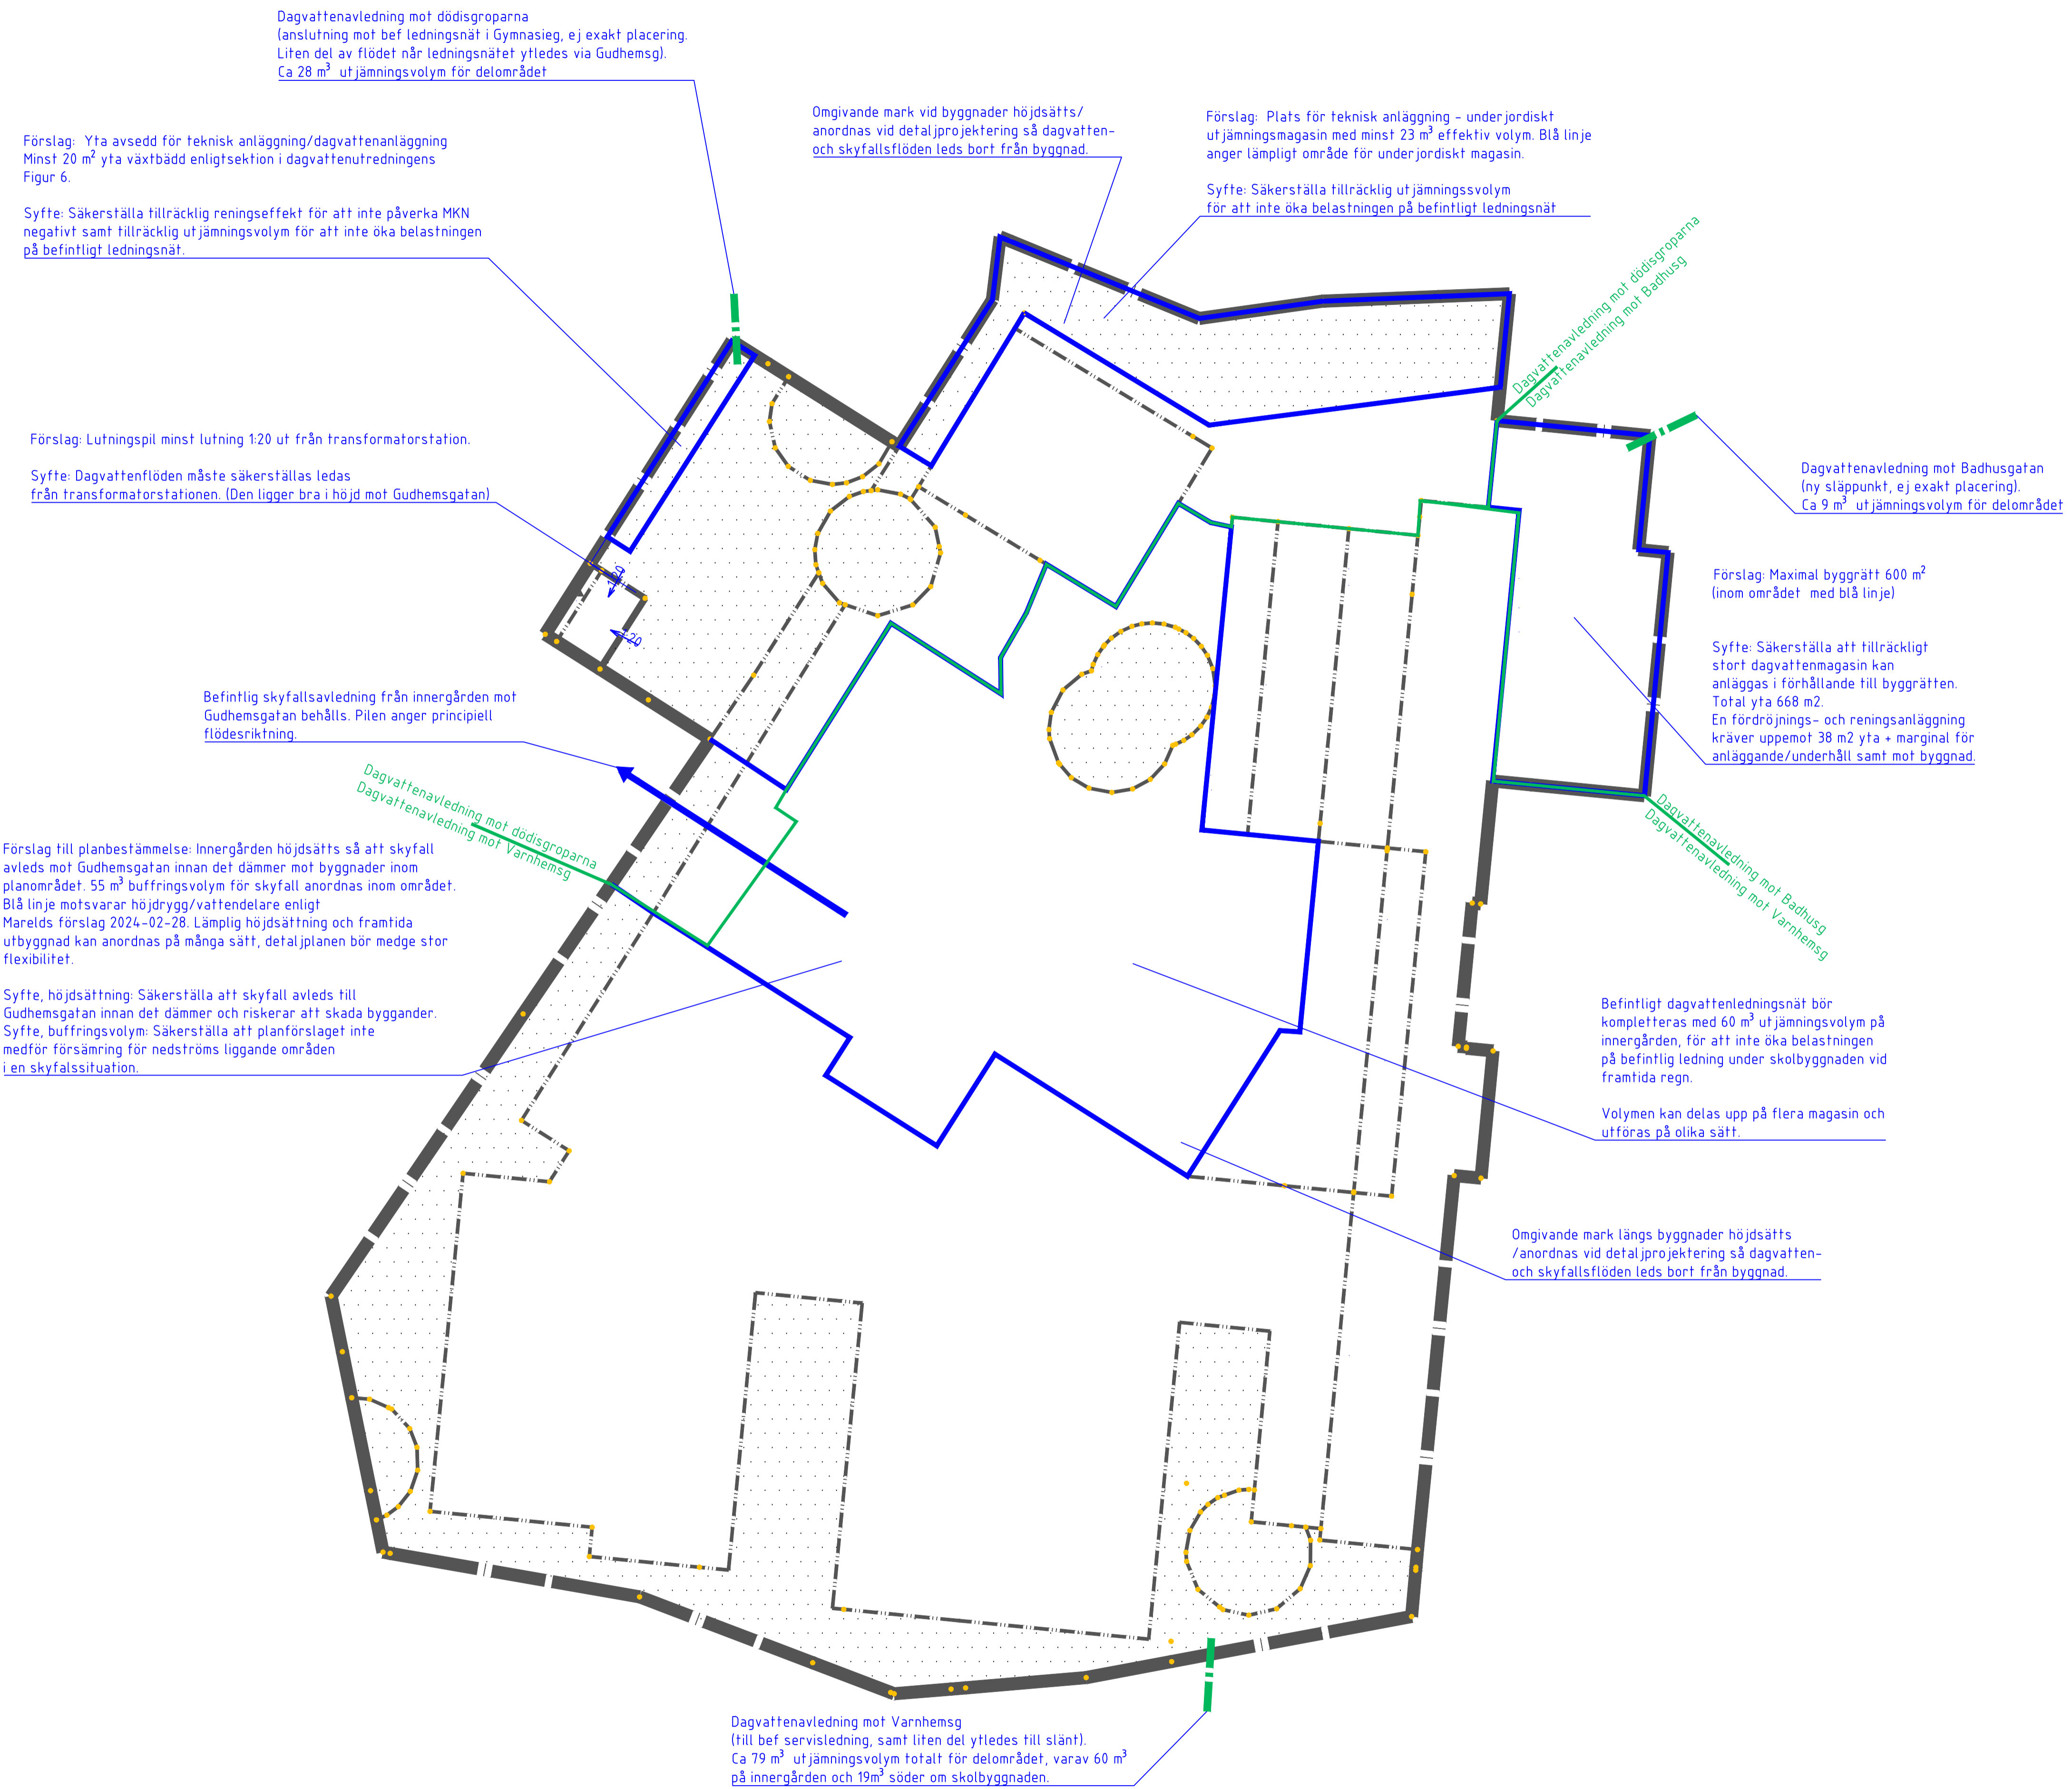 Dagvattenavledning mot dödisgroparna
(anslutning mot bef ledningsnät i Gymnasieg, ej exakt placering.
Liten del av flödet når ledningsnätet ytledes via Gudhemsg).
Ca 28 m³ utjämningsvolym för delområdet
Förslag: Yta avsedd för teknisk anläggning/dagvattenanläggning
Minst 20 m² yta växtbädd enligtsektion i dagvattenutredningens
Figur 6.
Syfte: Säkerställa tillräcklig reningseffekt för att inte påverka MKN
negativt samt tillräcklig utjämningsvolym för att inte öka belastningen
på befintligt ledningsnät.
Omgivande mark vid byggnader höjdsätts/
anordnas vid detaljprojektering så dagvatten-
och skyfallsflöden leds bort från byggnad.
Förslag: Plats för teknisk anläggning - underjordiskt
utjämningsmagasin med minst 23 m³ effektiv volym. Blå linje
anger lämpligt område för underjordiskt magasin.
Syfte: Säkerställa tillräcklig utjämningssvolym
för att inte öka belastningen på befintligt ledningsnät
Dagvattenavledning mot dödisgroparna
Dagvattenavledning mot Badhusg
Förslag: Lutningspil minst lutning 1:20 ut från transformatorstation.
Syfte: Dagvattenflöden måste säkerställas ledas
från transformatorstationen. (Den ligger bra i höjd mot Gudhemsgatan)
1:20
1:20
Dagvattenavledning mot Badhusgatan
(ny släppunkt, ej exakt placering).
Ca 9 m³ utjämningsvolym för delområdet
Förslag: Maximal byggrätt 600 m²
(inom området med blå linje)
Syfte: Säkerställa att tillräckligt
stort dagvattenmagasin kan
anläggas i förhållande till byggrätten.
Total yta 668 m2.
En fördröjnings- och reningsanläggning
kräver uppemot 38 m2 yta + marginal för
anläggande/underhåll samt mot byggnad.
Befintlig skyfallsavledning från innergården mot
Gudhemsgatan behålls. Pilen anger principiell
flödesriktning.
Dagvattenavledning mot dödisgroparna
Dagvattenavledning mot Varnhemsg
Dagvattenavledning mot Badhusg
Dagvattenavledning mot Varnhemsg
Förslag till planbestämmelse: Innergården höjdsätts så att skyfall
avleds mot Gudhemsgatan innan det dämmer mot byggnader inom
planområdet. 55 m³ buffringsvolym för skyfall anordnas inom området.
Blå linje motsvarar höjdrygg/vattendelare enligt
Marelds förslag 2024-02-28. Lämplig höjdsättning och framtida
utbyggnad kan anordnas på många sätt, detaljplanen bör medge stor
flexibilitet.
Syfte, höjdsättning: Säkerställa att skyfall avleds till
Gudhemsgatan innan det dämmer och riskerar att skada byggander.
Syfte, buffringsvolym: Säkerställa att planförslaget inte
medför försämring för nedströms liggande områden
i en skyfalssituation.
Befintligt dagvattenledningsnät bör
kompletteras med 60 m³ utjämningsvolym på
innergården, för att inte öka belastningen
på befintlig ledning under skolbyggnaden vid
framtida regn.
Volymen kan delas upp på flera magasin och
utföras på olika sätt.
Omgivande mark längs byggnader höjdsätts
/anordnas vid detaljprojektering så dagvatten-
och skyfallsflöden leds bort från byggnad.
Dagvattenavledning mot Varnhemsg
(till bef servisledning, samt liten del ytledes till slänt).
Ca 79 m³ utjämningsvolym totalt för delområdet, varav 60 m³
på innergården och 19m³ söder om skolbyggnaden.